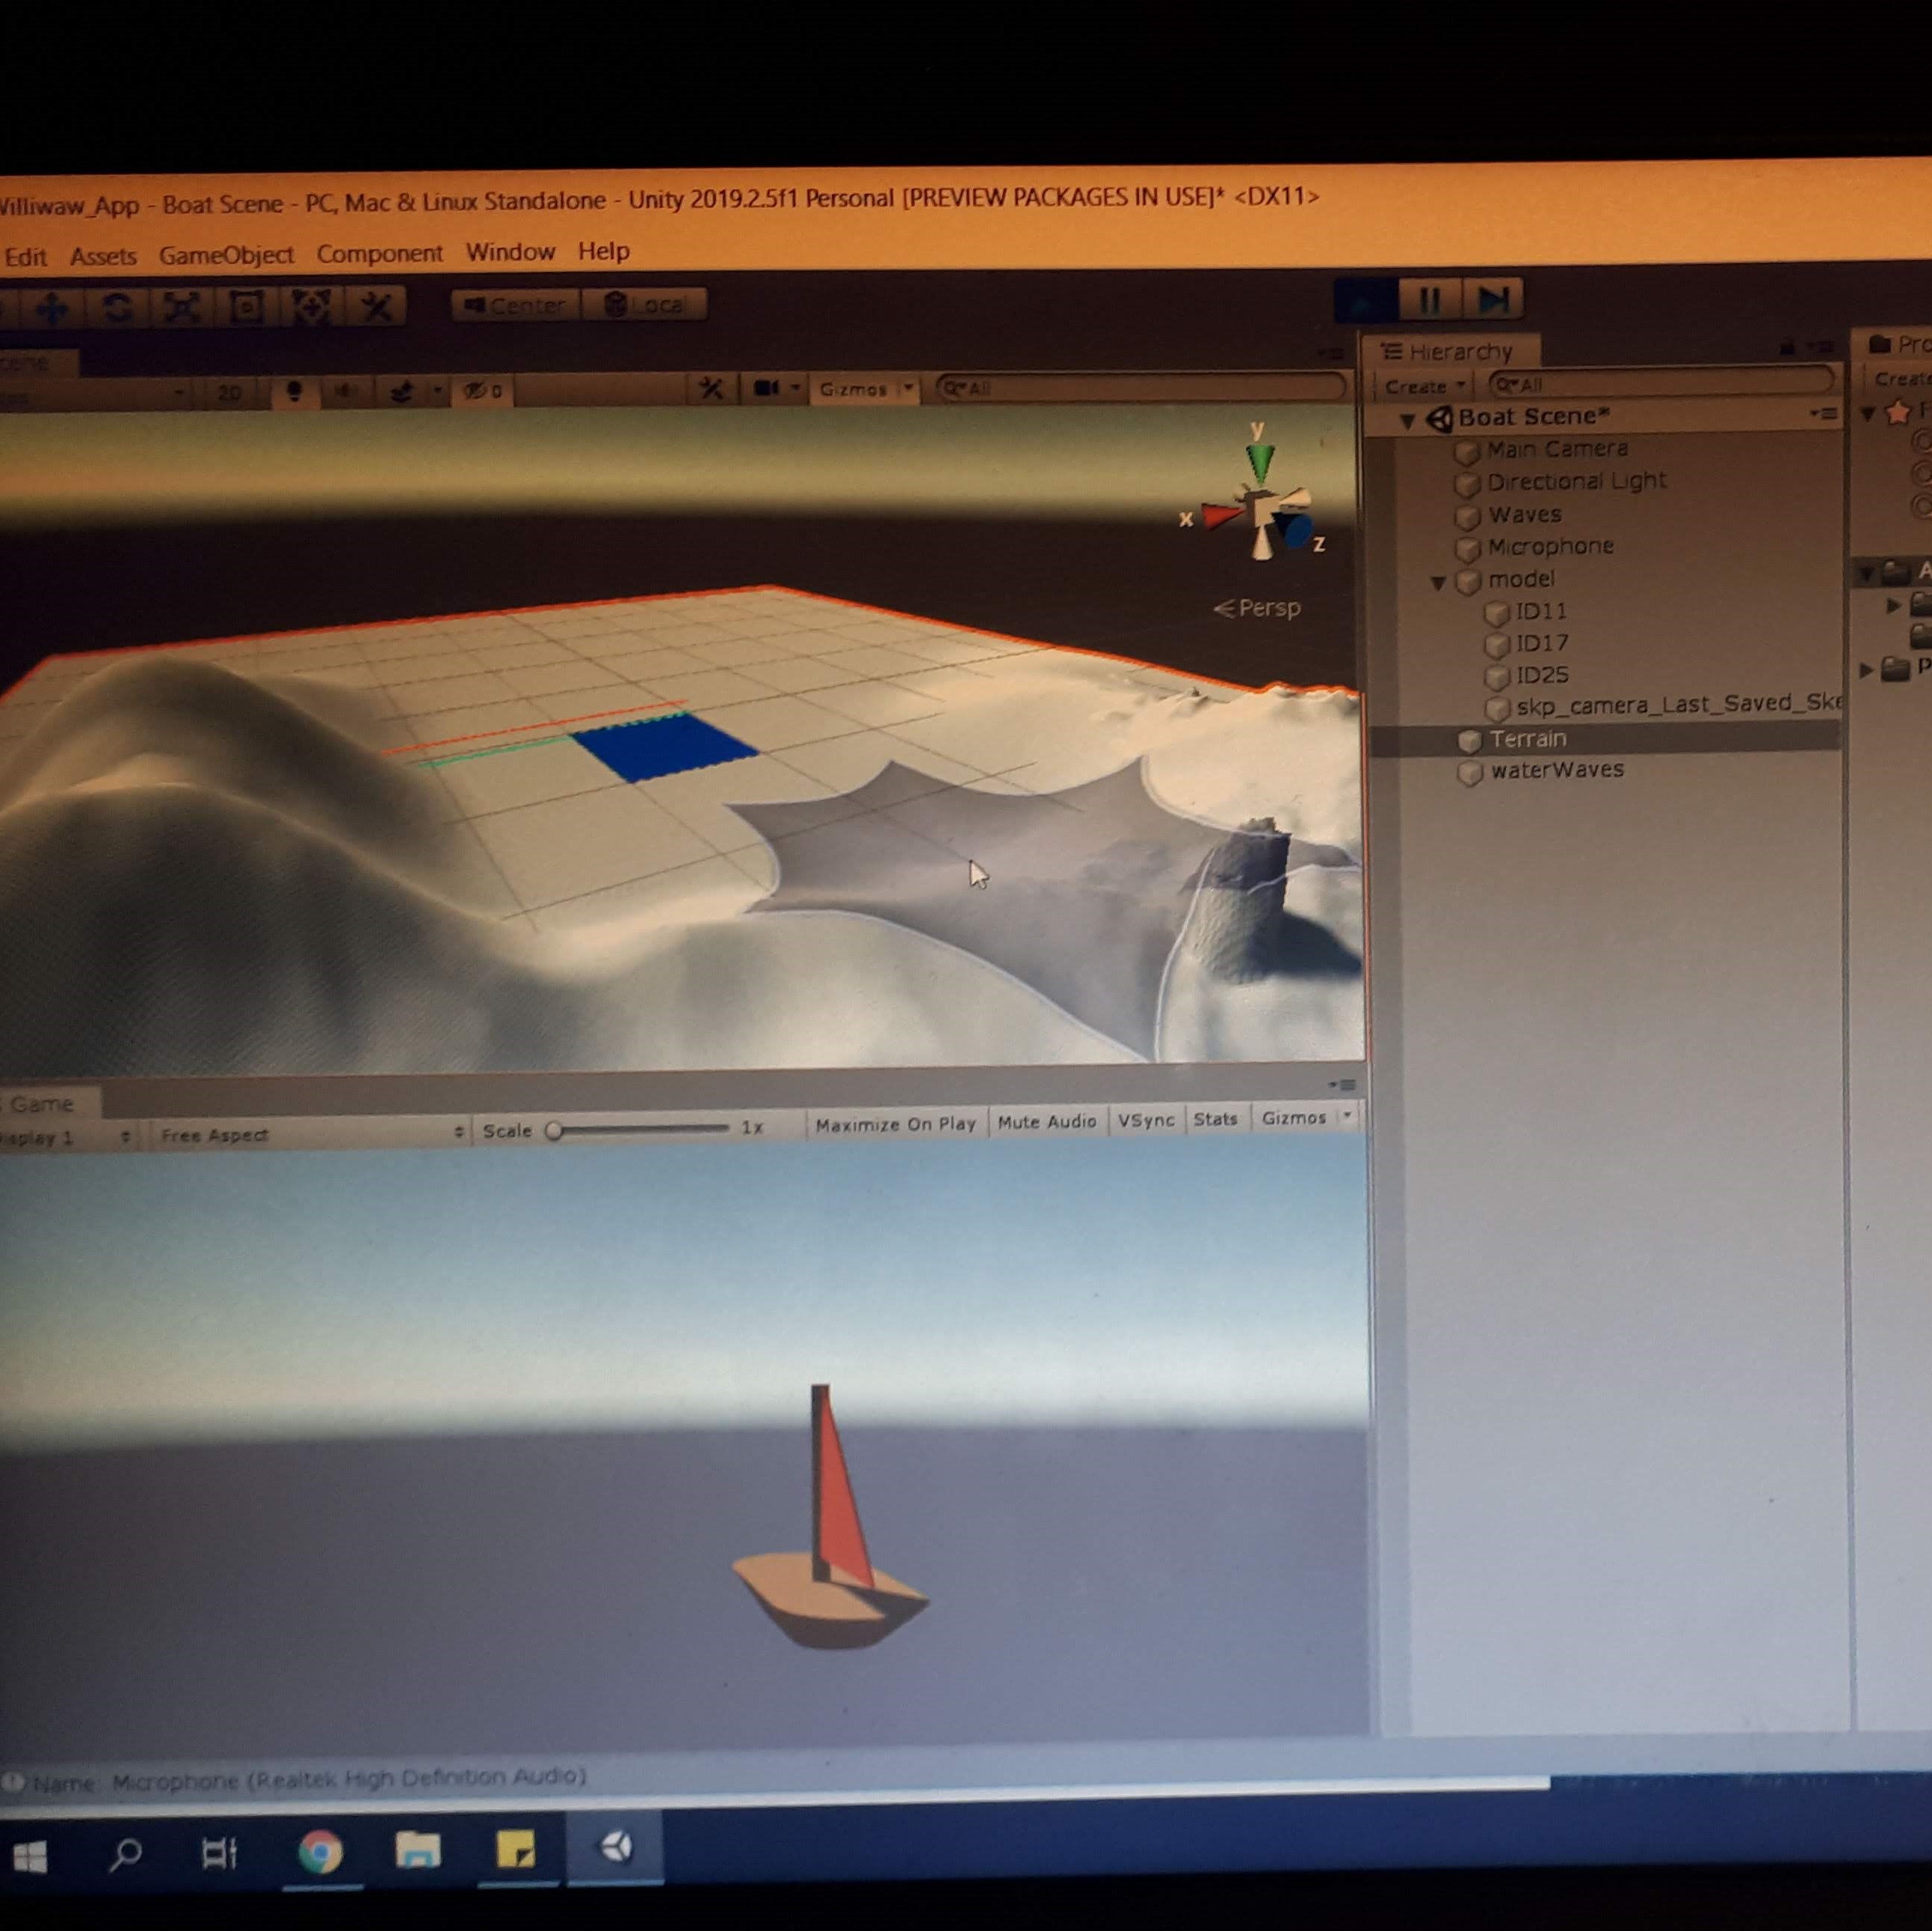 Williwaw_App - Boat Scene - PC, Mac & Linux Standalone - Unity 2019.2.5f1 Personal [PREVIEW PACKAGES IN USE]* <DX11>
Edit Assets GameObject Component Window Help
Center Local
2D 0 Gizmos All
y
x
z
Persp
Hierarchy
Create All
Boat Scene*
Main Camera
Directional Light
Waves
Microphone
model
ID11
ID17
ID25
skp_camera_Last_Saved_Ske
Terrain
waterWaves
Pro
Create
F
A
P
Game
Display 1 Free Aspect Scale 1x Maximize On Play Mute Audio VSync Stats Gizmos
Name: Microphone (Realtek High Definition Audio)